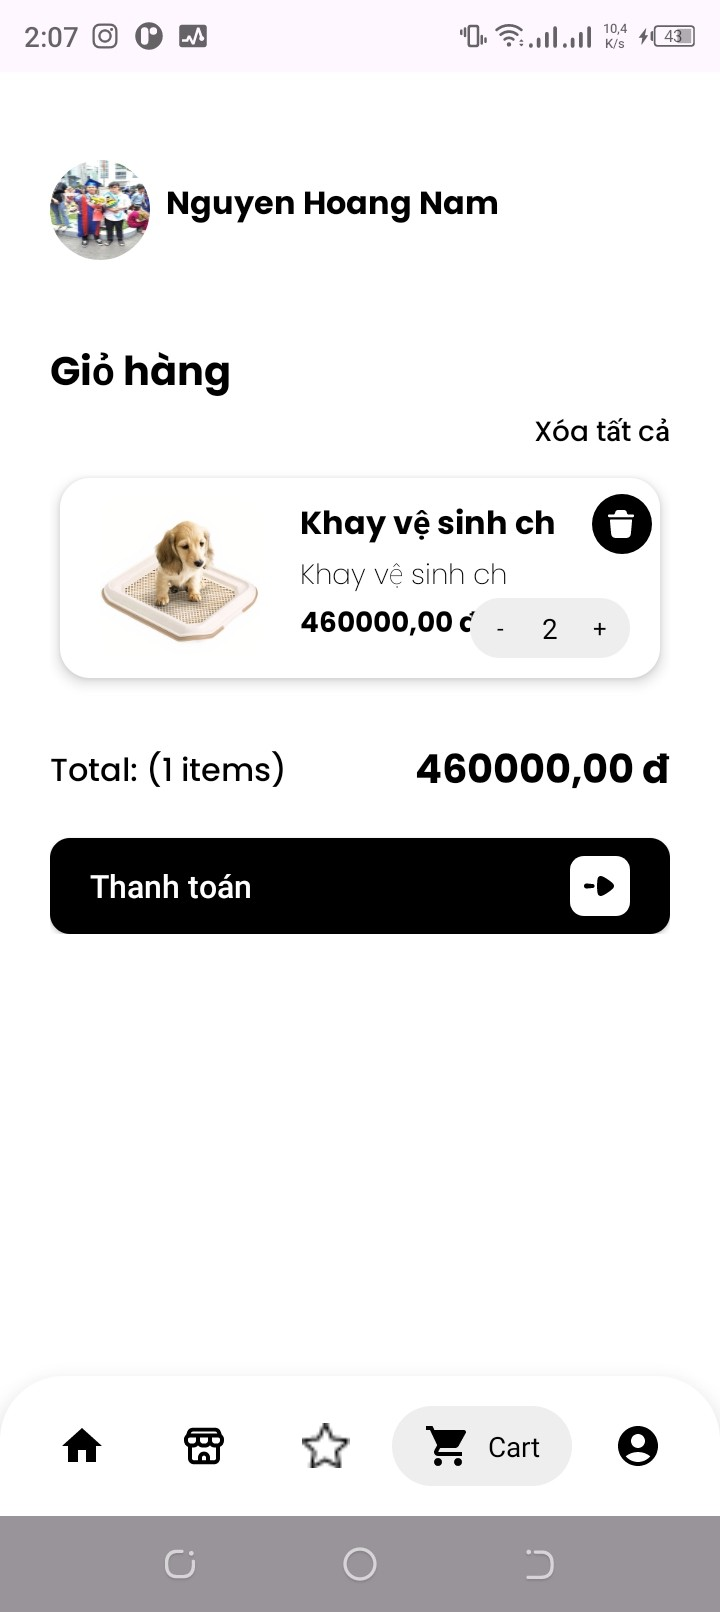 2:07
10,4
K/s
43
Nguyen Hoang Nam
Giỏ hàng
Xóa tất cả
Khay vệ sinh ch
Khay vệ sinh ch
460000,00 đ
- 2 +
Total: (1 items) 460000,00 đ
Thanh toán
Cart